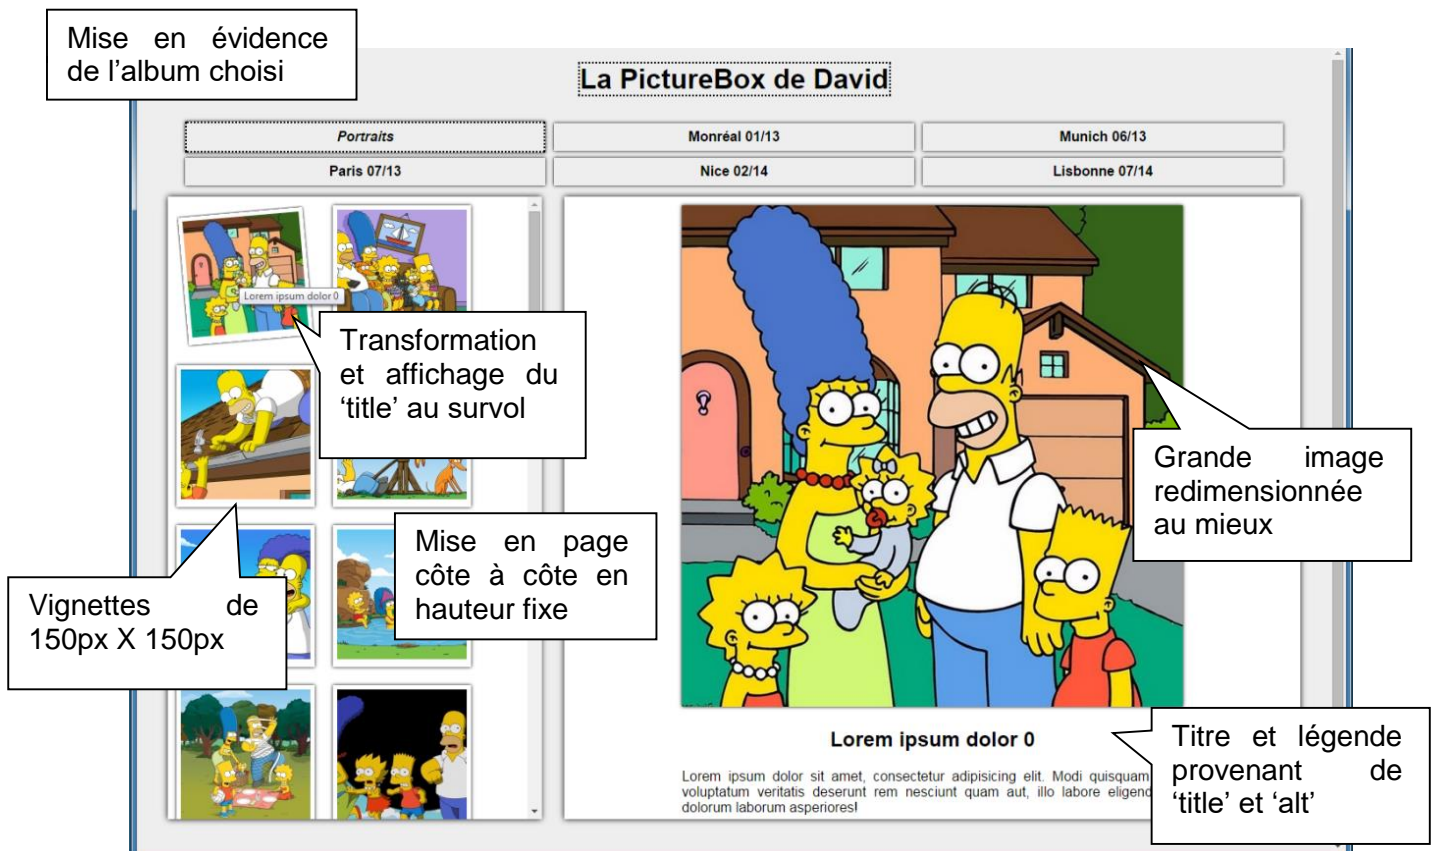 Mise en évidence
de l'album choisi
La PictureBox de David
Portraits
Monréal 01/13
Munich 06/13
Paris 07/13
Nice 02/14
Lisbonne 07/14
Lorem ipsum dolor 0
Transformation
et affichage du
‘title’ au survol
Grande image
redimensionnée
au mieux
Mise en page
côte à côte en
hauteur fixe
Vignettes de
150px X 150px
Lorem ipsum dolor 0
Titre et légende
provenant de
‘title’ et ‘alt’
Lorem ipsum dolor sit amet, consectetur adipisicing elit. Modi quisquam
voluptatum veritatis deserunt rem nesciunt quam aut, illo labore eligend
dolorum laborum asperiores!